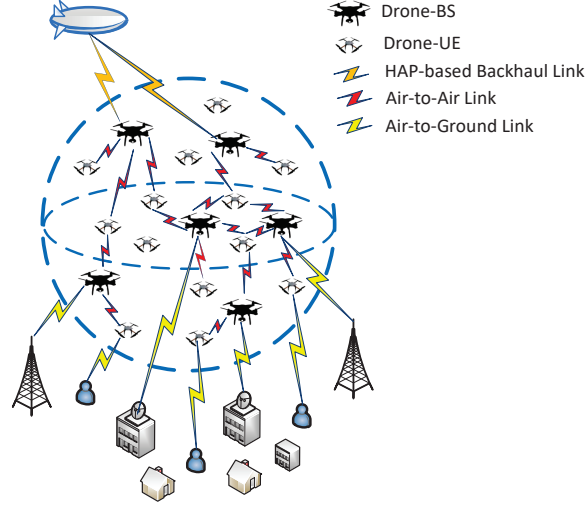 Drone-BS
Drone-UE
HAP-based Backhaul Link
Air-to-Air Link
Air-to-Ground Link